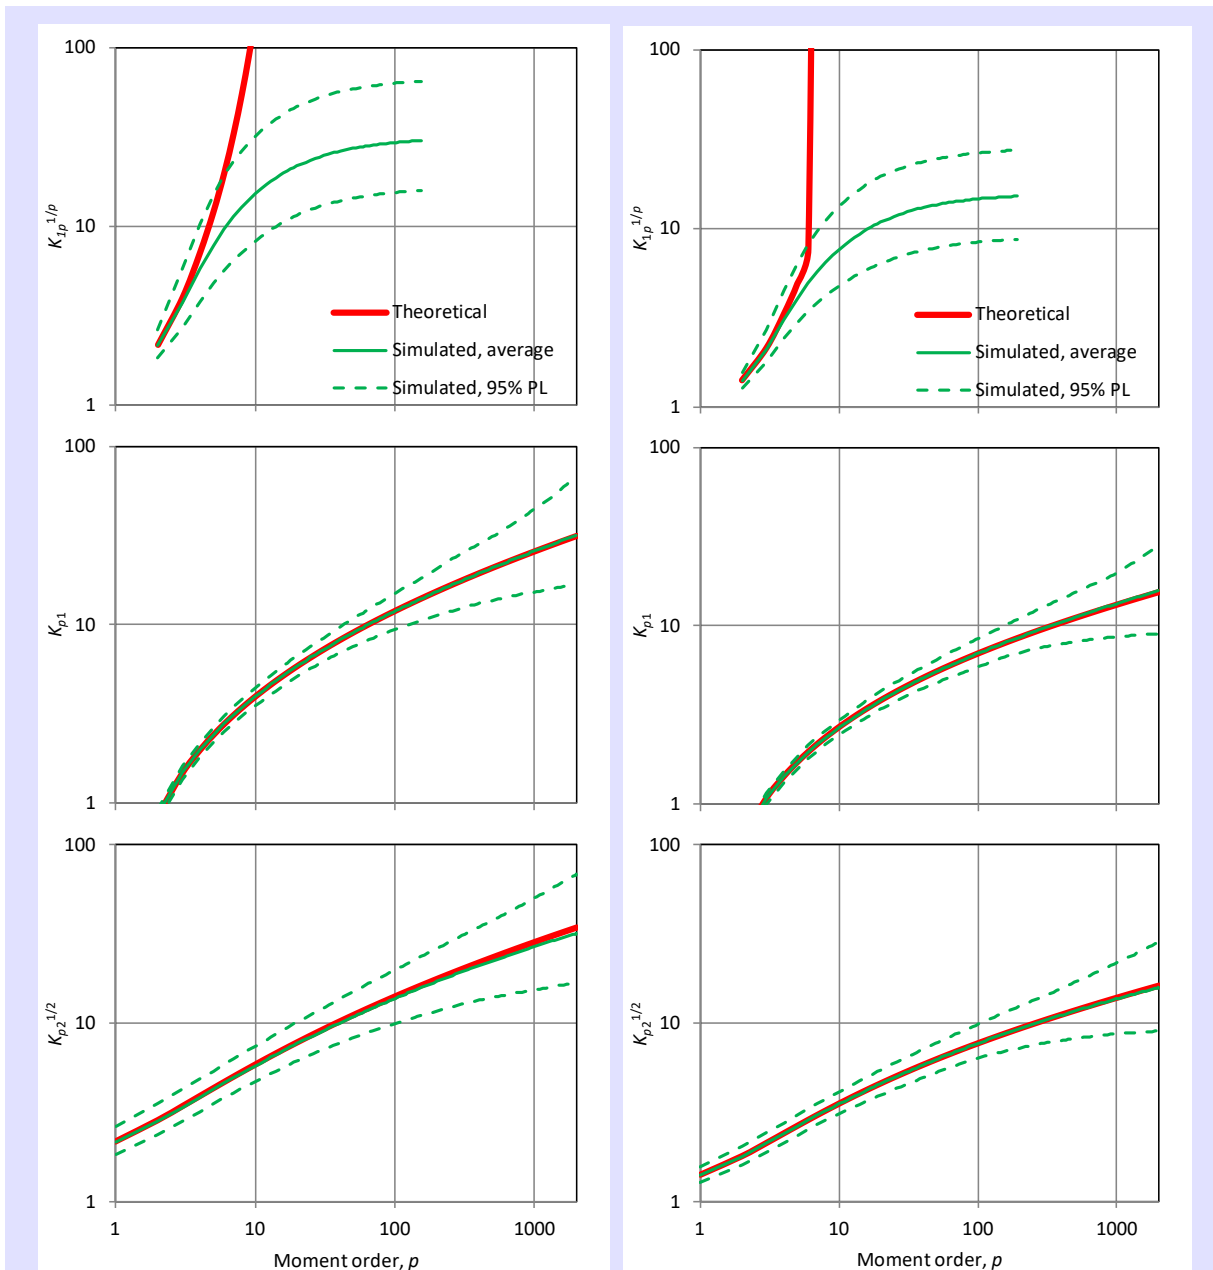 100
10
1
K1p1/p
Theoretical
Simulated, average
Simulated, 95% PL
100
10
1
K1p1/p
Theoretical
Simulated, average
Simulated, 95% PL
100
10
1
Kp1
100
10
1
Kp1
100
10
1
Kp21/2
1 10 100 1000
Moment order, p
100
10
1
Kp21/2
1 10 100 1000
Moment order, p